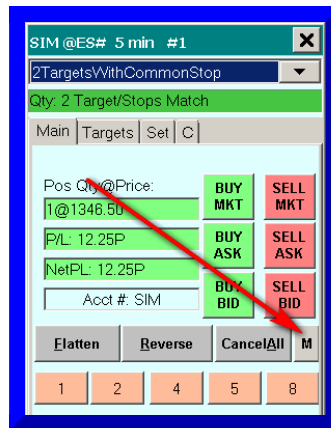 SIM @ES# 5 min #1
2TargetsWithCommonStop
Qty: 2 Target/Stops Match
Main Targets Set C
Pos Qty@Price:
1@1346.50
BUY MKT
SELL MKT
P/L: 12.25P
BUY ASK
SELL ASK
NetPL: 12.25P
Acct #: SIM
BUY BID
SELL BID
Flatten Reverse CancelAll M
1 2 4 5 8